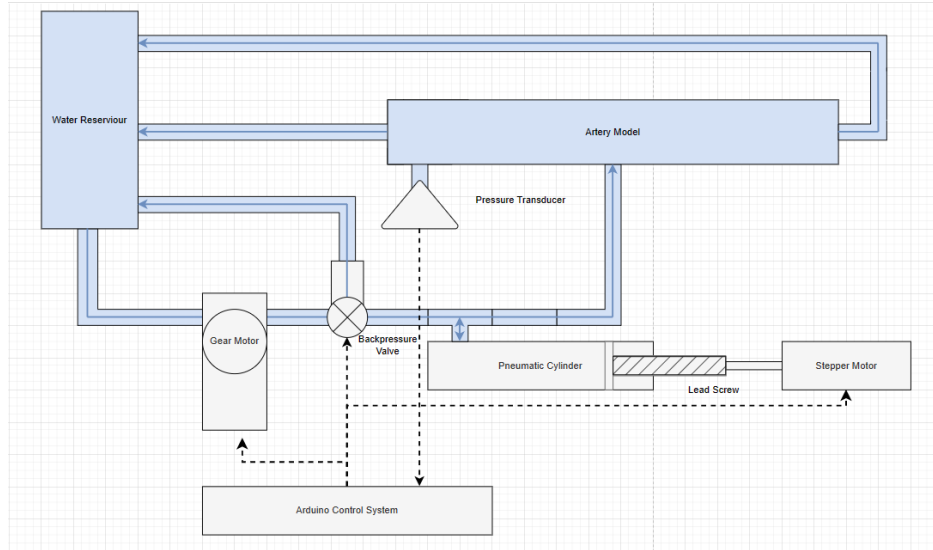 Water Reserviour
Artery Model
Pressure Transducer
Gear Motor
Backpressure
Valve
Pneumatic Cylinder
Stepper Motor
Lead Screw
Arduino Control System